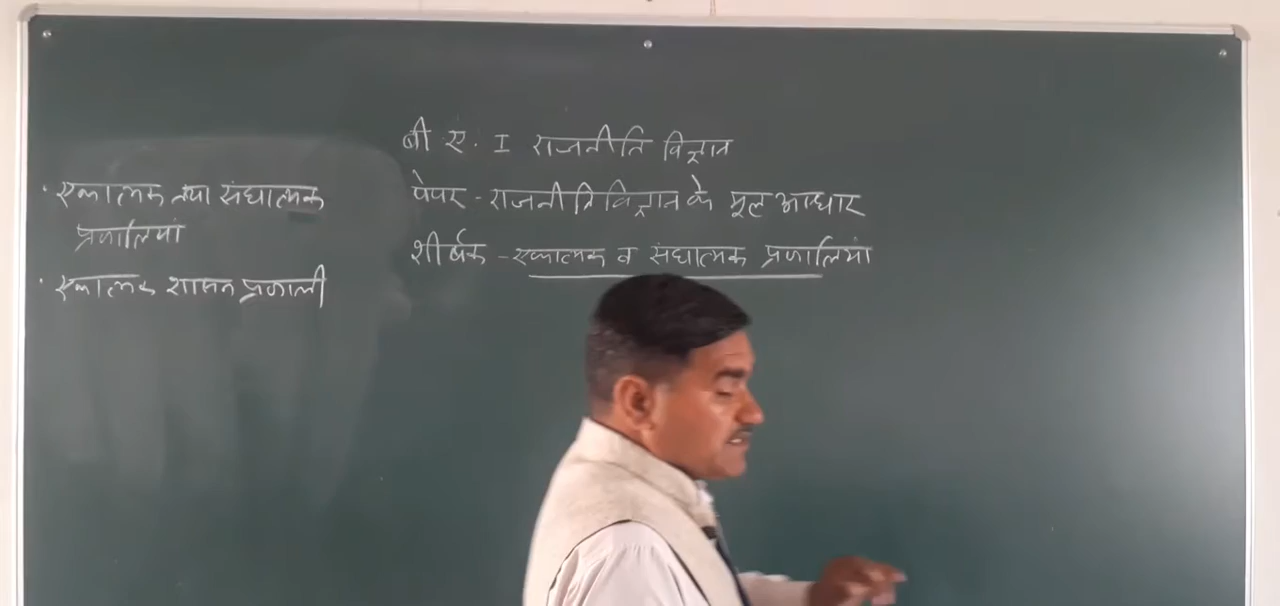 बी ए. I राजनीति विज्ञान
पेपर - राजनीति विज्ञान के मूल आधार
शीर्षक - एकात्मक व संघात्मक प्रणालियां
· एकात्मक तथा संघात्मक
प्रणालियां
· एकात्मक शासन प्रणाली